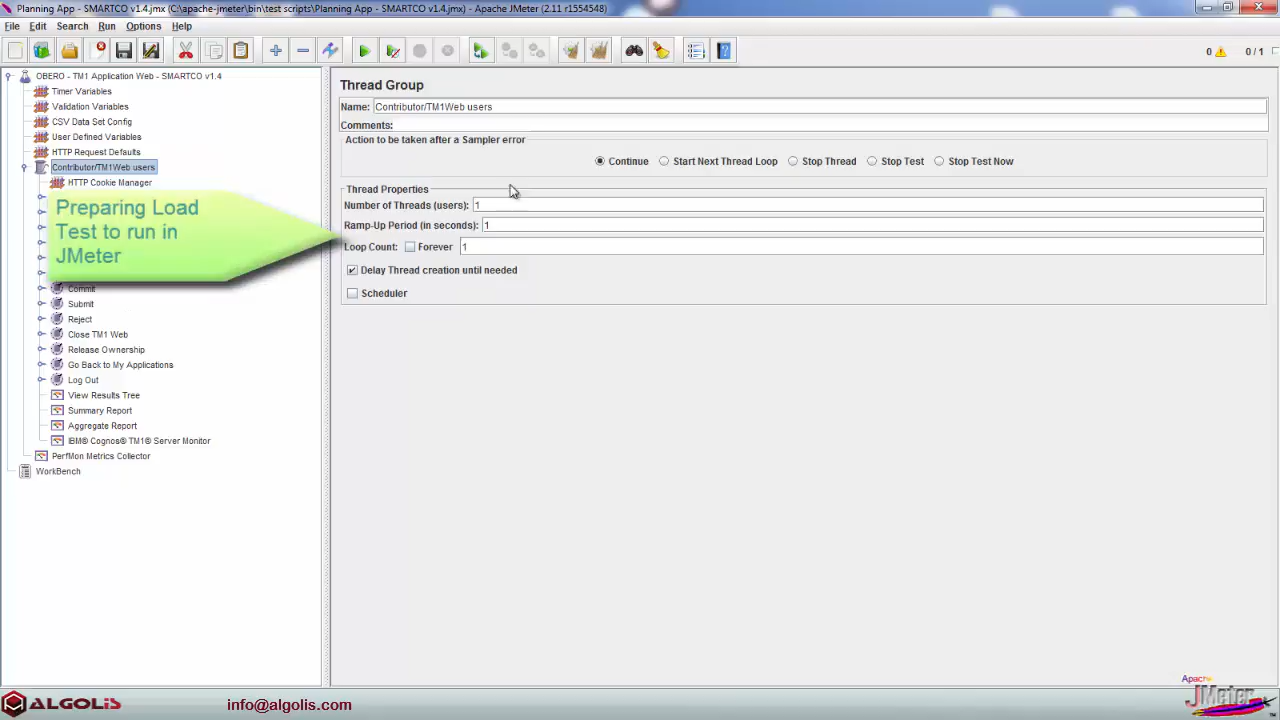 Planning App - SMARTCO v1.4.jmx (C:\apache-jmeter\bin\test scripts\Planning App - SMARTCO v1.4.jmx) - Apache JMeter (2.11 r1554548)
File Edit Search Run Options Help
0 0 / 1
OBERO - TM1 Application Web - SMARTCO v1.4
Timer Variables
Validation Variables
CSV Data Set Config
User Defined Variables
HTTP Request Defaults
Contributor/TM1Web users
HTTP Cookie Manager
Preparing Load
Test to run in
JMeter
Commit
Submit
Reject
Close TM1 Web
Release Ownership
Go Back to My Applications
Log Out
View Results Tree
Summary Report
Aggregate Report
IBM® Cognos® TM1® Server Monitor
PerfMon Metrics Collector
WorkBench
Thread Group
Name: Contributor/TM1Web users
Comments:
Action to be taken after a Sampler error
Continue Start Next Thread Loop Stop Thread Stop Test Stop Test Now
Thread Properties
Number of Threads (users): 1
Ramp-Up Period (in seconds): 1
Loop Count: Forever 1
Delay Thread creation until needed
Scheduler
ALGOLIS
info@algolis.com
Apache
JMeter